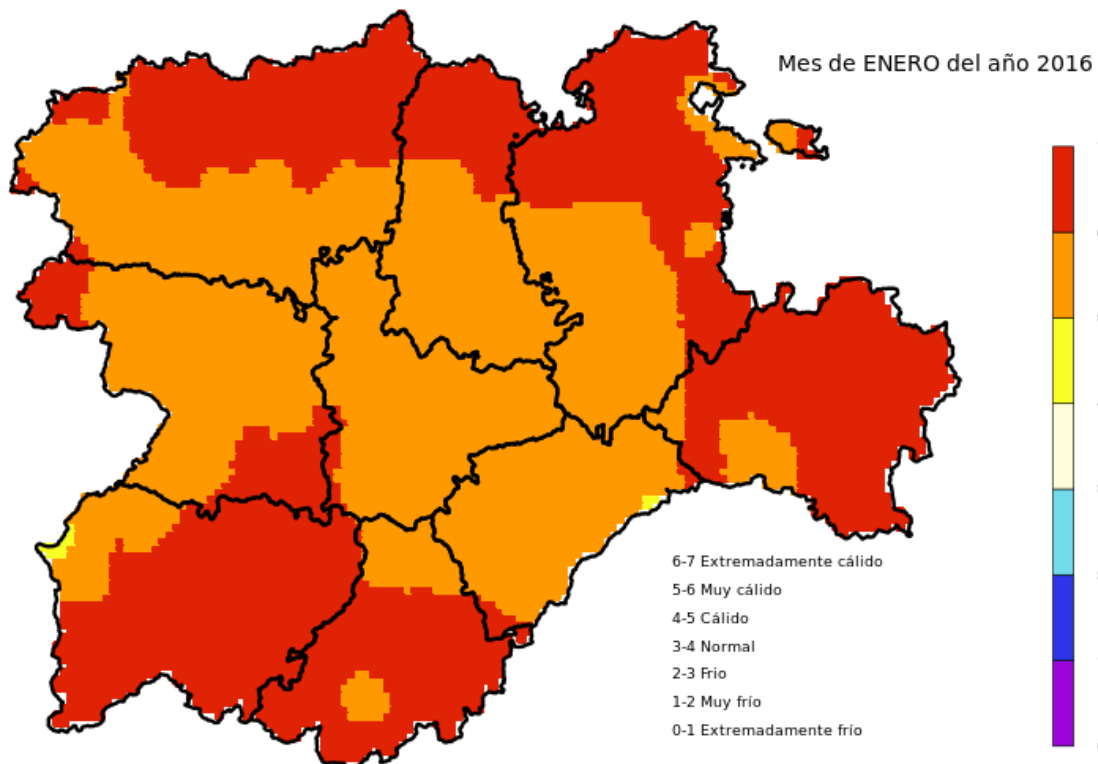 Mes de ENERO del año 2016
6-7 Extremadamente cálido
5-6 Muy cálido
4-5 Cálido
3-4 Normal
2-3 Frio
1-2 Muy frío
0-1 Extremadamente frío